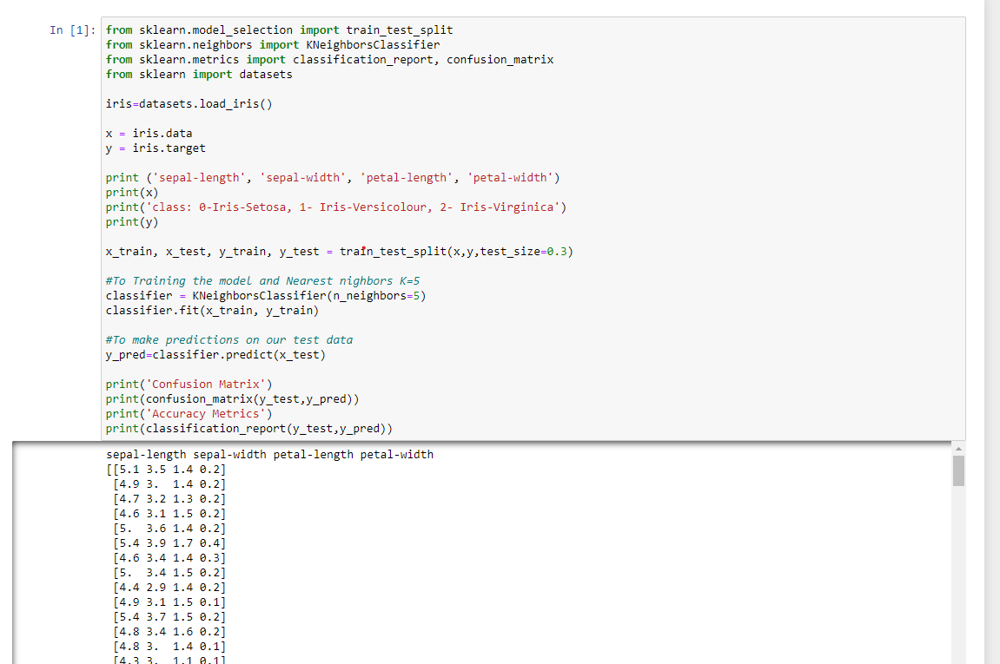 In [1]: from sklearn.model_selection import train_test_split
from sklearn.neighbors import KNeighborsClassifier
from sklearn.metrics import classification_report, confusion_matrix
from sklearn import datasets
iris=datasets.load_iris()
x = iris.data
y = iris.target
print ('sepal-length', 'sepal-width', 'petal-length', 'petal-width')
print(x)
print('class: 0-Iris-Setosa, 1- Iris-Versicolour, 2- Iris-Virginica')
print(y)
x_train, x_test, y_train, y_test = train_test_split(x,y,test_size=0.3)
#To Training the model and Nearest nighbors K=5
classifier = KNeighborsClassifier(n_neighbors=5)
classifier.fit(x_train, y_train)
#To make predictions on our test data
y_pred=classifier.predict(x_test)
print('Confusion Matrix')
print(confusion_matrix(y_test,y_pred))
print('Accuracy Metrics')
print(classification_report(y_test,y_pred))
sepal-length sepal-width petal-length petal-width
[[5.1 3.5 1.4 0.2]
[4.9 3.  1.4 0.2]
[4.7 3.2 1.3 0.2]
[4.6 3.1 1.5 0.2]
[5.  3.6 1.4 0.2]
[5.4 3.9 1.7 0.4]
[4.6 3.4 1.4 0.3]
[5.  3.4 1.5 0.2]
[4.4 2.9 1.4 0.2]
[4.9 3.1 1.5 0.1]
[5.4 3.7 1.5 0.2]
[4.8 3.4 1.6 0.2]
[4.8 3.  1.4 0.1]
[4.3 3.  1.1 0.1]